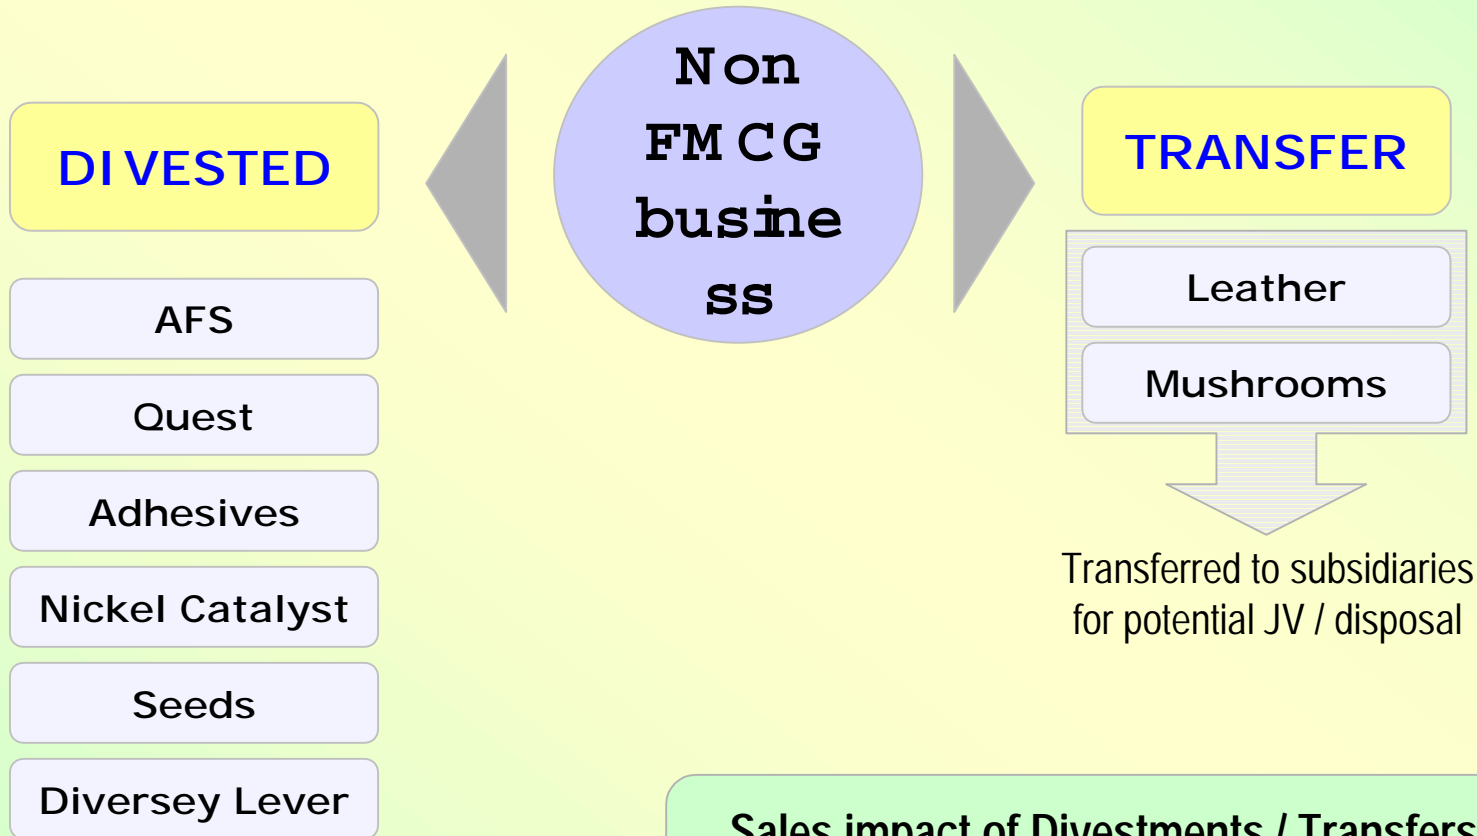 Non
FMCG
busine
ss
DIVESTED
AFS
Quest
Adhesives
Nickel Catalyst
Seeds
Diversey Lever
TRANSFER
Leather
Mushrooms
Transferred to subsidiaries
for potential JV / disposal
Sales impact of Divestments / Transfers